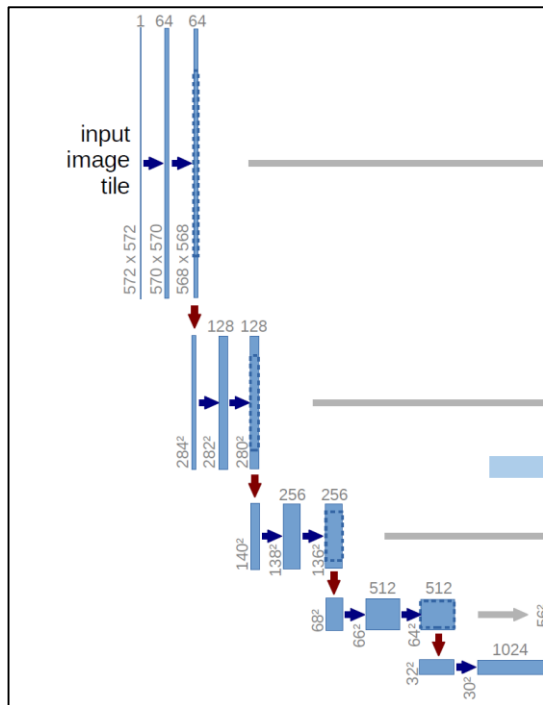 1 64 64
input
image
tile
572 x 572
570 x 570
568 x 568
128 128
284²
282²
280²
256 256
140²
138²
136²
512 512
68²
66²
64²
56²
1024
32²
30²